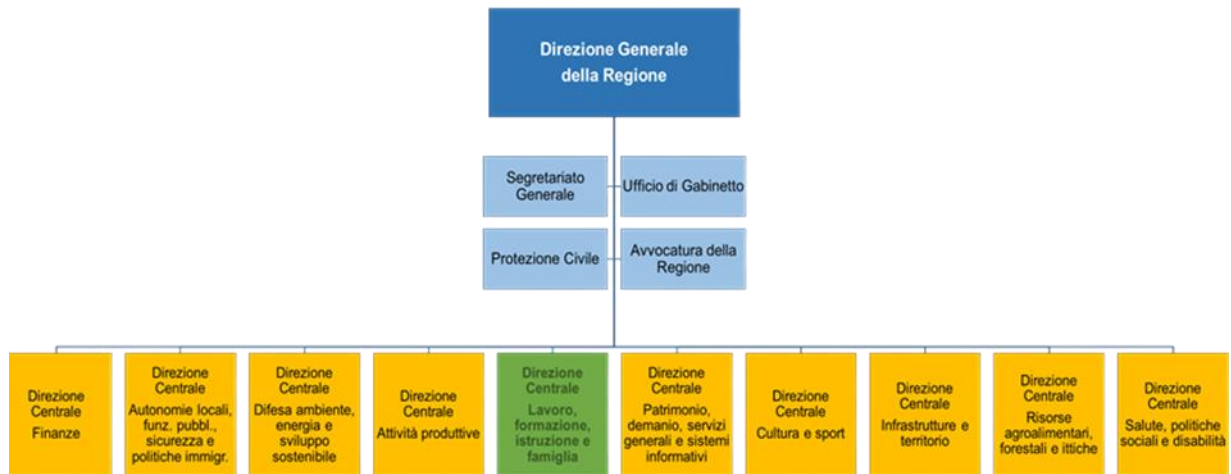 Direzione Generale
della Regione
Segretariato
Generale
Ufficio di Gabinetto
Protezione Civile
Avvocatura della
Regione
Direzione
Centrale
Finanze
Direzione
Centrale
Autonomie locali,
funz. pubbl.,
sicurezza e
politiche immigr.
Direzione
Centrale
Difesa ambiente,
energia e
sviluppo
sostenibile
Direzione
Centrale
Attività produttive
Direzione
Centrale
Lavoro,
formazione,
istruzione e
famiglia
Direzione
Centrale
Patrimonio,
demanio, servizi
generali e sistemi
informativi
Direzione
Centrale
Cultura e sport
Direzione
Centrale
Infrastrutture e
territorio
Direzione
Centrale
Risorse
agroalimentari,
forestali e ittiche
Direzione
Centrale
Salute, politiche
sociali e disabilità